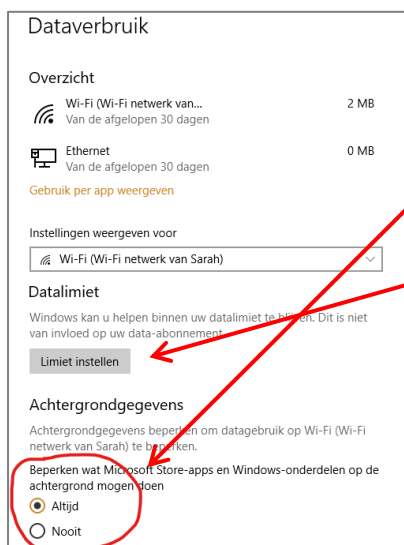 Dataverbruik
Overzicht
Wi-Fi (Wi-Fi netwerk van... 2 MB
Van de afgelopen 30 dagen
Ethernet 0 MB
Van de afgelopen 30 dagen
Gebruik per app weergeven
Instellingen weergeven voor
Wi-Fi (Wi-Fi netwerk van Sarah)
Datalimiet
Windows kan u helpen binnen uw datalimiet te blijven. Dit is niet
van invloed op uw data-abonnement.
Limiet instellen
Achtergrondgegevens
Achtergrondgegevens beperken om datagebruik op Wi-Fi (Wi-Fi
netwerk van Sarah) te beperken.
Beperken wat Microsoft Store-apps en Windows-onderdelen op de
achtergrond mogen doen
Altijd
Nooit